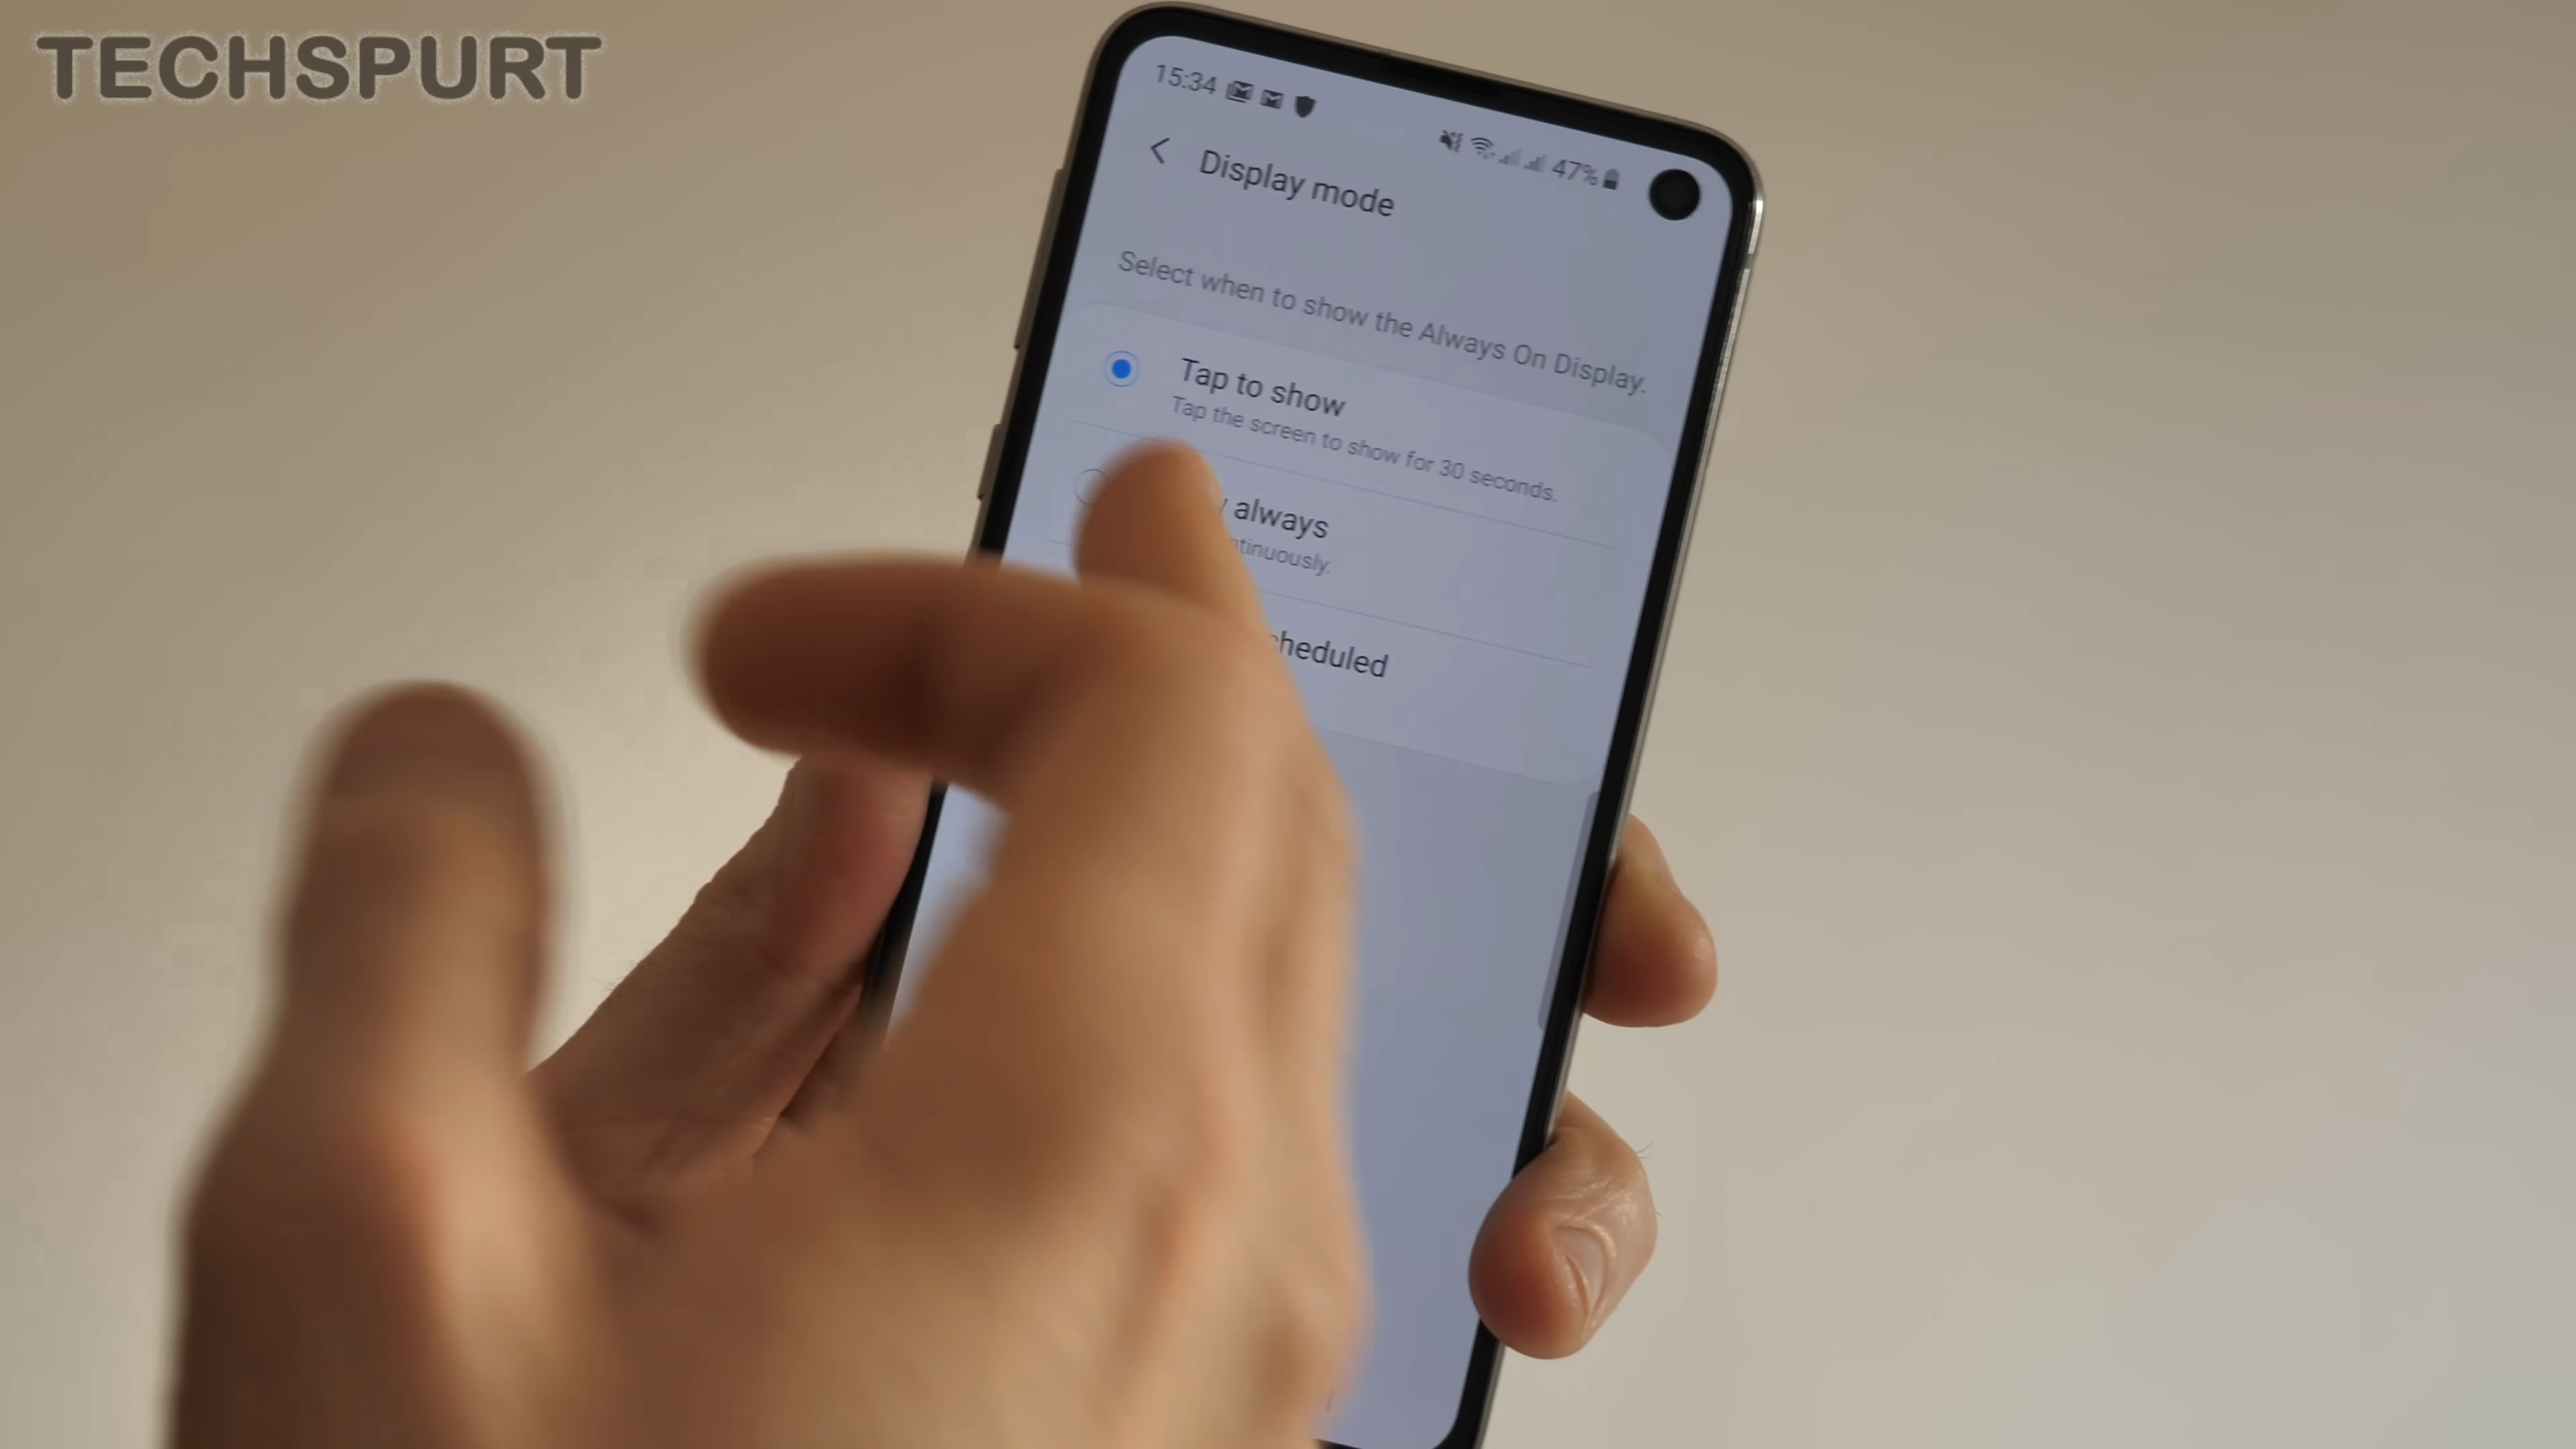 TECHSPURT
15:34
47%
Display mode
Select when to show the Always On Display.
Tap to show
Tap the screen to show for 30 seconds.
always